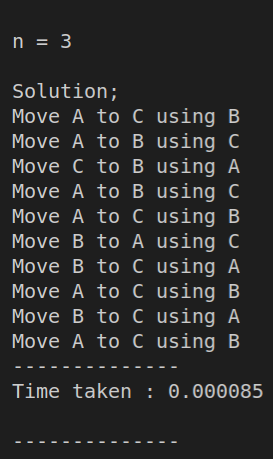 n = 3
Solution;
Move A to C using B
Move A to B using C
Move C to B using A
Move A to B using C
Move A to C using B
Move B to A using C
Move B to C using A
Move A to C using B
Move B to C using A
Move A to C using B
--------------
Time taken : 0.000085
--------------